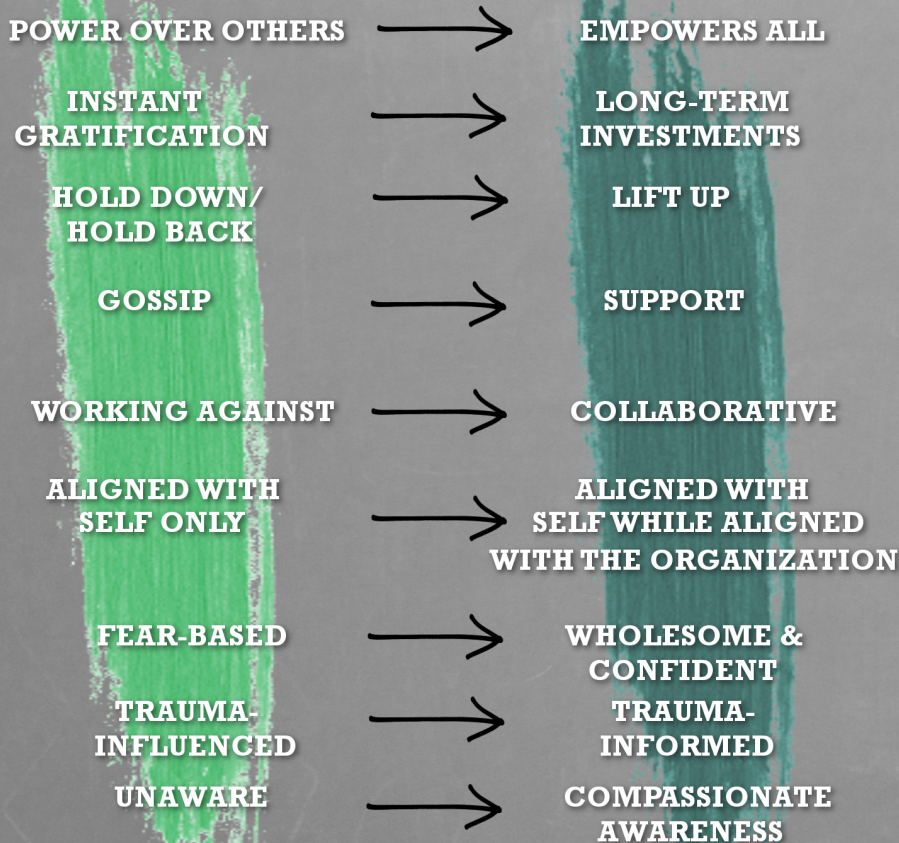 POWER OVER OTHERS
EMPOWERS ALL
INSTANT
GRATIFICATION
LONG-TERM
INVESTMENTS
HOLD DOWN/
HOLD BACK
LIFT UP
GOSSIP
SUPPORT
WORKING AGAINST
COLLABORATIVE
ALIGNED WITH
SELF ONLY
ALIGNED WITH
SELF WHILE ALIGNED
WITH THE ORGANIZATION
FEAR-BASED
WHOLESOME &
CONFIDENT
TRAUMA-
INFLUENCED
TRAUMA-
INFORMED
UNAWARE
COMPASSIONATE
AWARENESS